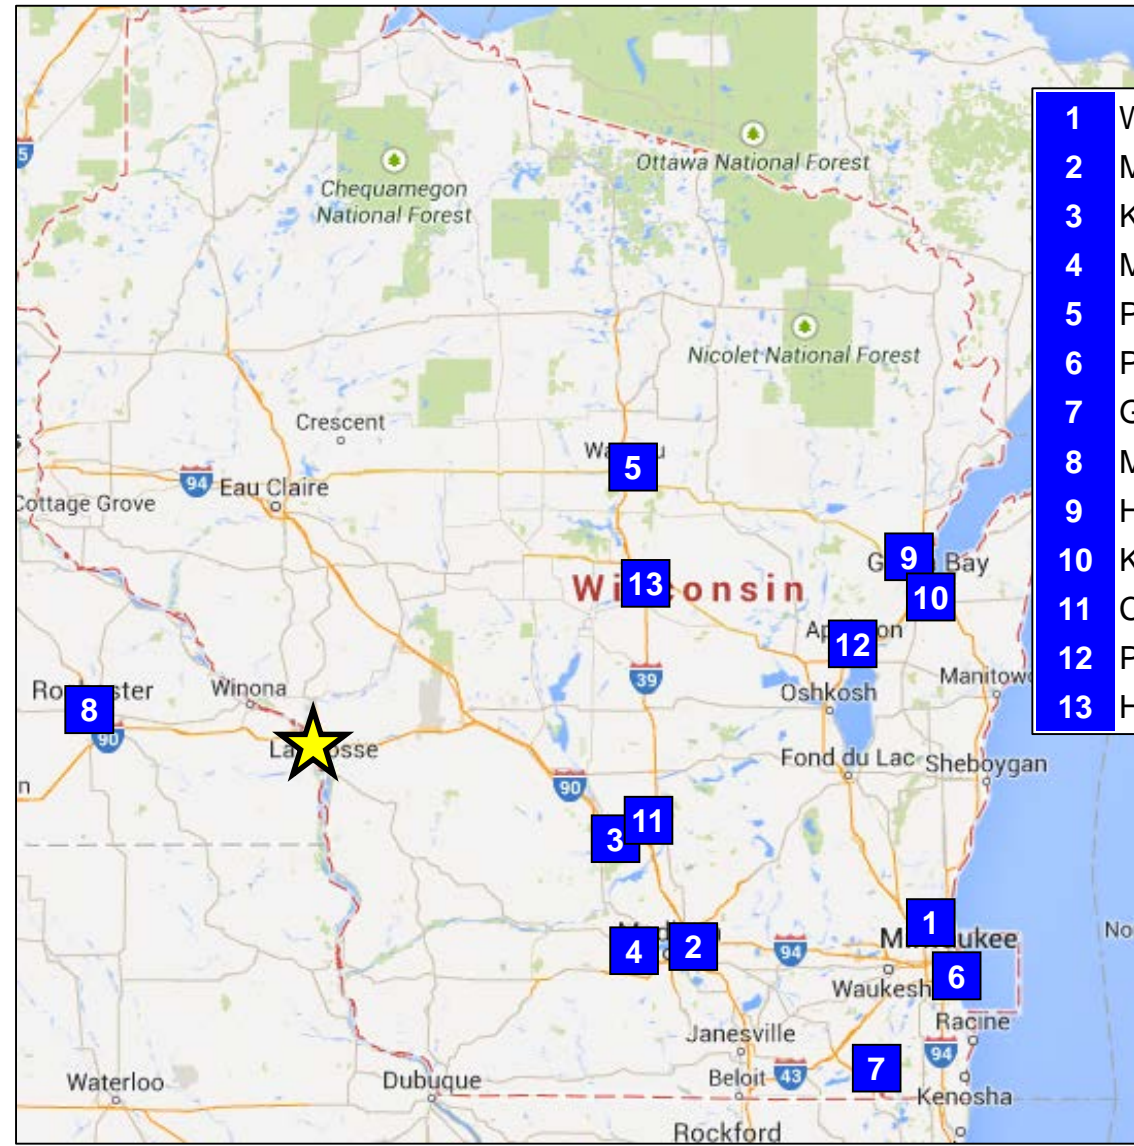 Ottawa National Forest
Chequamegon
National Forest
5
1 W
2 M
3 K
4 M
5 P
6 P
7 G
8 M
9 H
10 K
11
12 P
13 H
Nicolet National Forest
Crescent
5
94 Eau Claire
Cottage Grove
9
Bay
Wisconsin
13
10
12
39
Manitow
Winona
Oshkosh
8
90
Fond du Lac
Sheboygan
n
90
11
3
1
No
4
2
94
Waukesh
6
Racine
Janesville
7
94
Waterloo
Dubuque
Beloit 43
Kenosha
Rockford